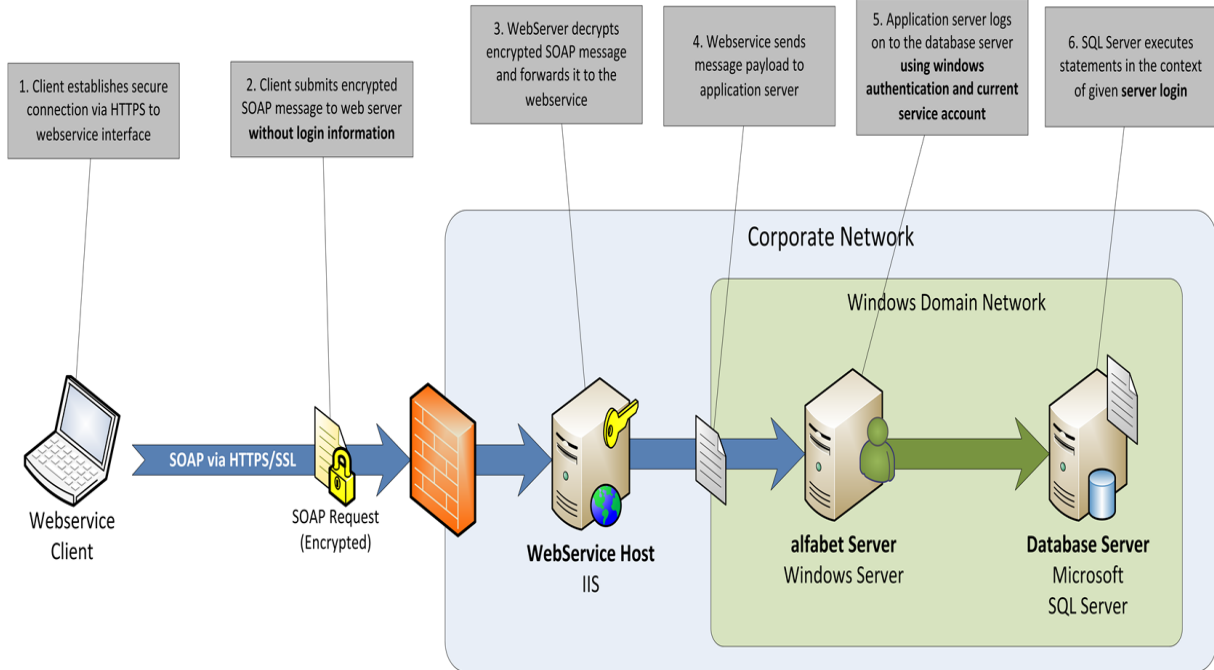 1. Client establishes secure
connection via HTTPS to
webservice interface
2. Client submits encrypted
SOAP message to web server
without login information
3. WebServer decrypts
encrypted SOAP message
and forwards it to the
webservice
4. Webservice sends
message payload to
application server
5. Application server logs
on to the database server
using windows
authentication and current
service account
6. SQL Server executes
statements in the context
of given server login
Corporate Network
Windows Domain Network
SOAP via HTTPS/SSL
Webservice
Client
SOAP Request
(Encrypted)
WebService Host
IIS
alfabet Server
Windows Server
Database Server
Microsoft
SQL Server